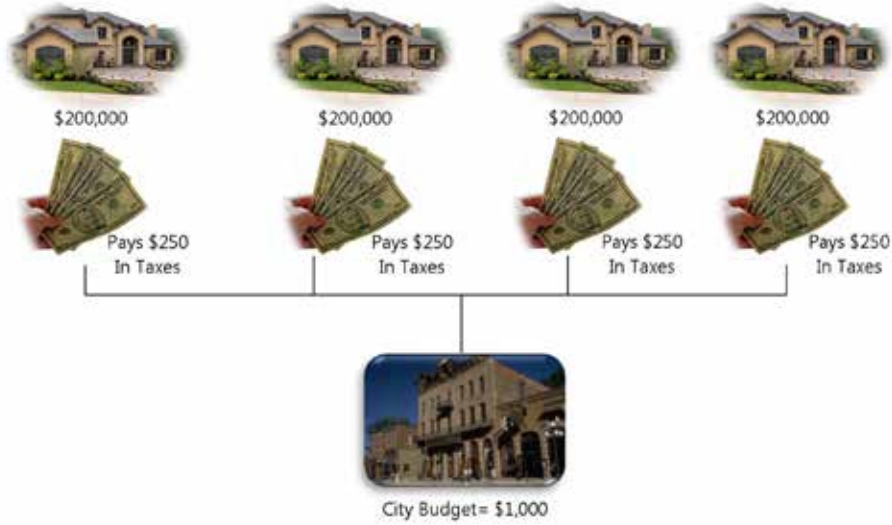 $200,000
$200,000
$200,000
$200,000
Pays $250
In Taxes
Pays $250
In Taxes
Pays $250
In Taxes
Pays $250
In Taxes
City Budget= $1,000